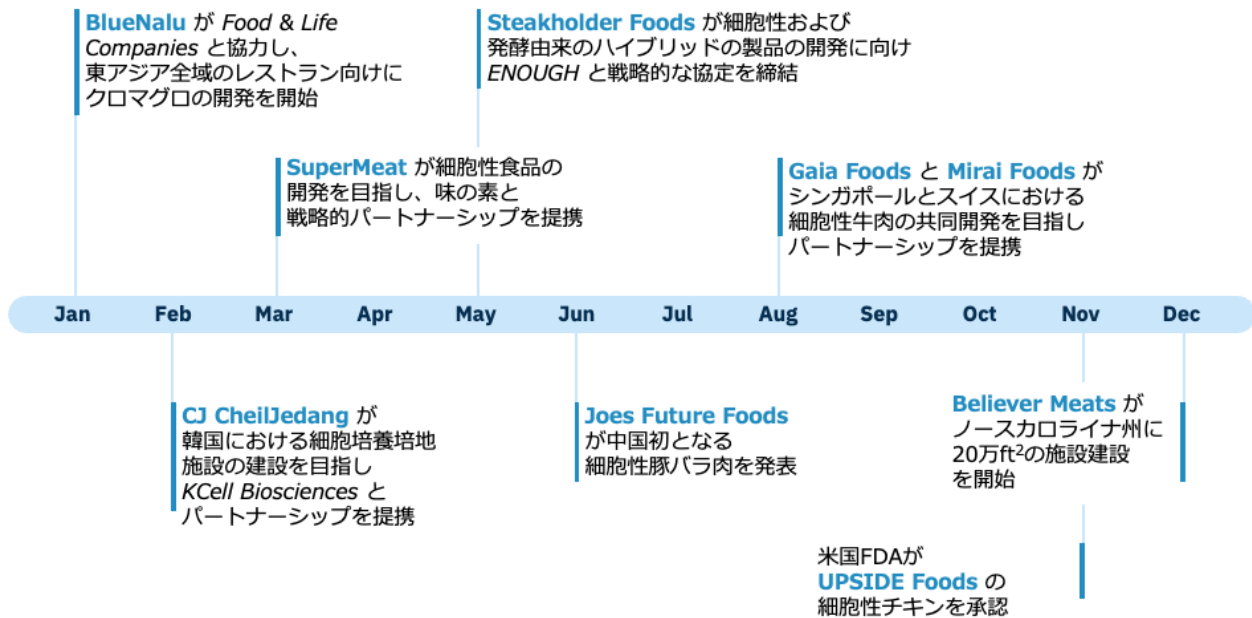 BlueNalu が Food & Life
Companies と協力し、
東アジア全域のレストラン向けに
クロマグロの開発を開始
Steakholder Foods が細胞性および
発酵由来のハイブリッドの製品の開発に向け
ENOUGH と戦略的な協定を締結
SuperMeat が細胞性食品の
開発を目指し、味の素と
戦略的パートナーシップを提携
Gaia Foods と Mirai Foods が
シンガポールとスイスにおける
細胞性牛肉の共同開発を目指し
パートナーシップを提携
Jan Feb Mar Apr May Jun Jul Aug Sep Oct Nov Dec
CJ CheilJedang が
韓国における細胞培養培地
施設の建設を目指し
KCell Biosciences と
パートナーシップを提携
Joes Future Foods
が中国初となる
細胞性豚バラ肉を発表
Believer Meats が
ノースカロライナ州に
20万ft²の施設建設
を開始
米国FDAが
UPSIDE Foods の
細胞性チキンを承認